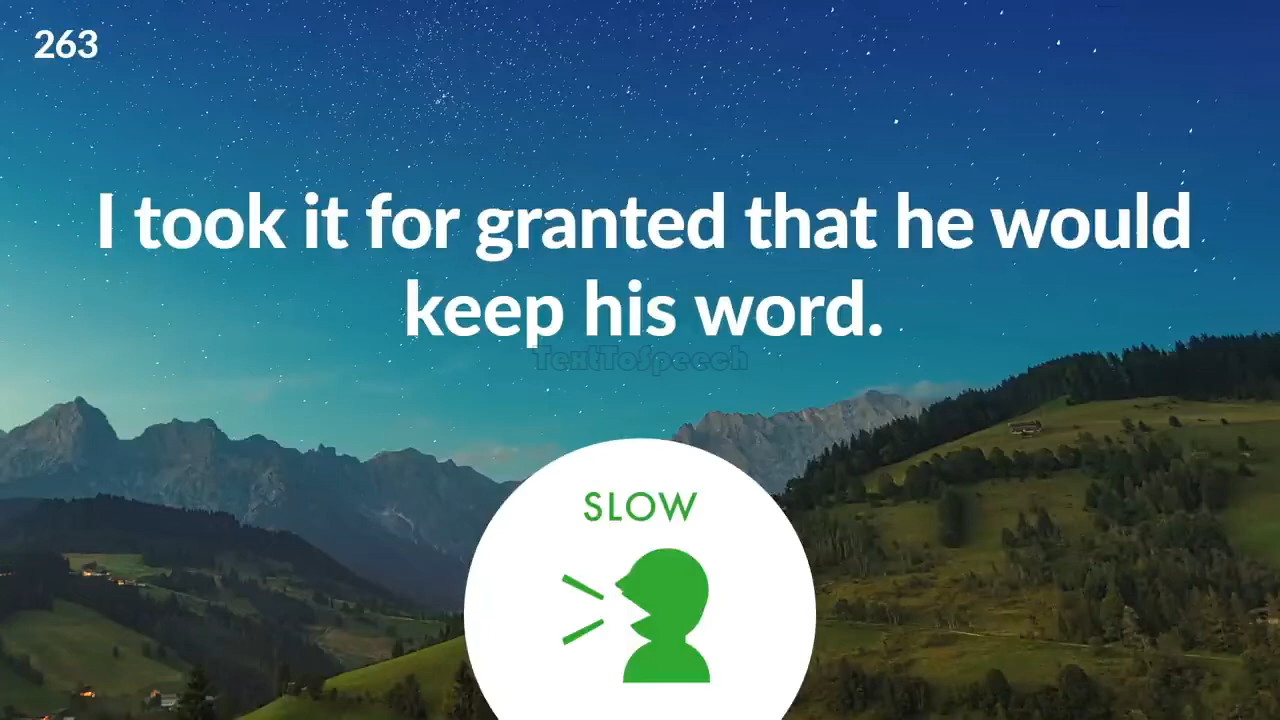 263
I took it for granted that he would
keep his word.
TextToSpeech
SLOW